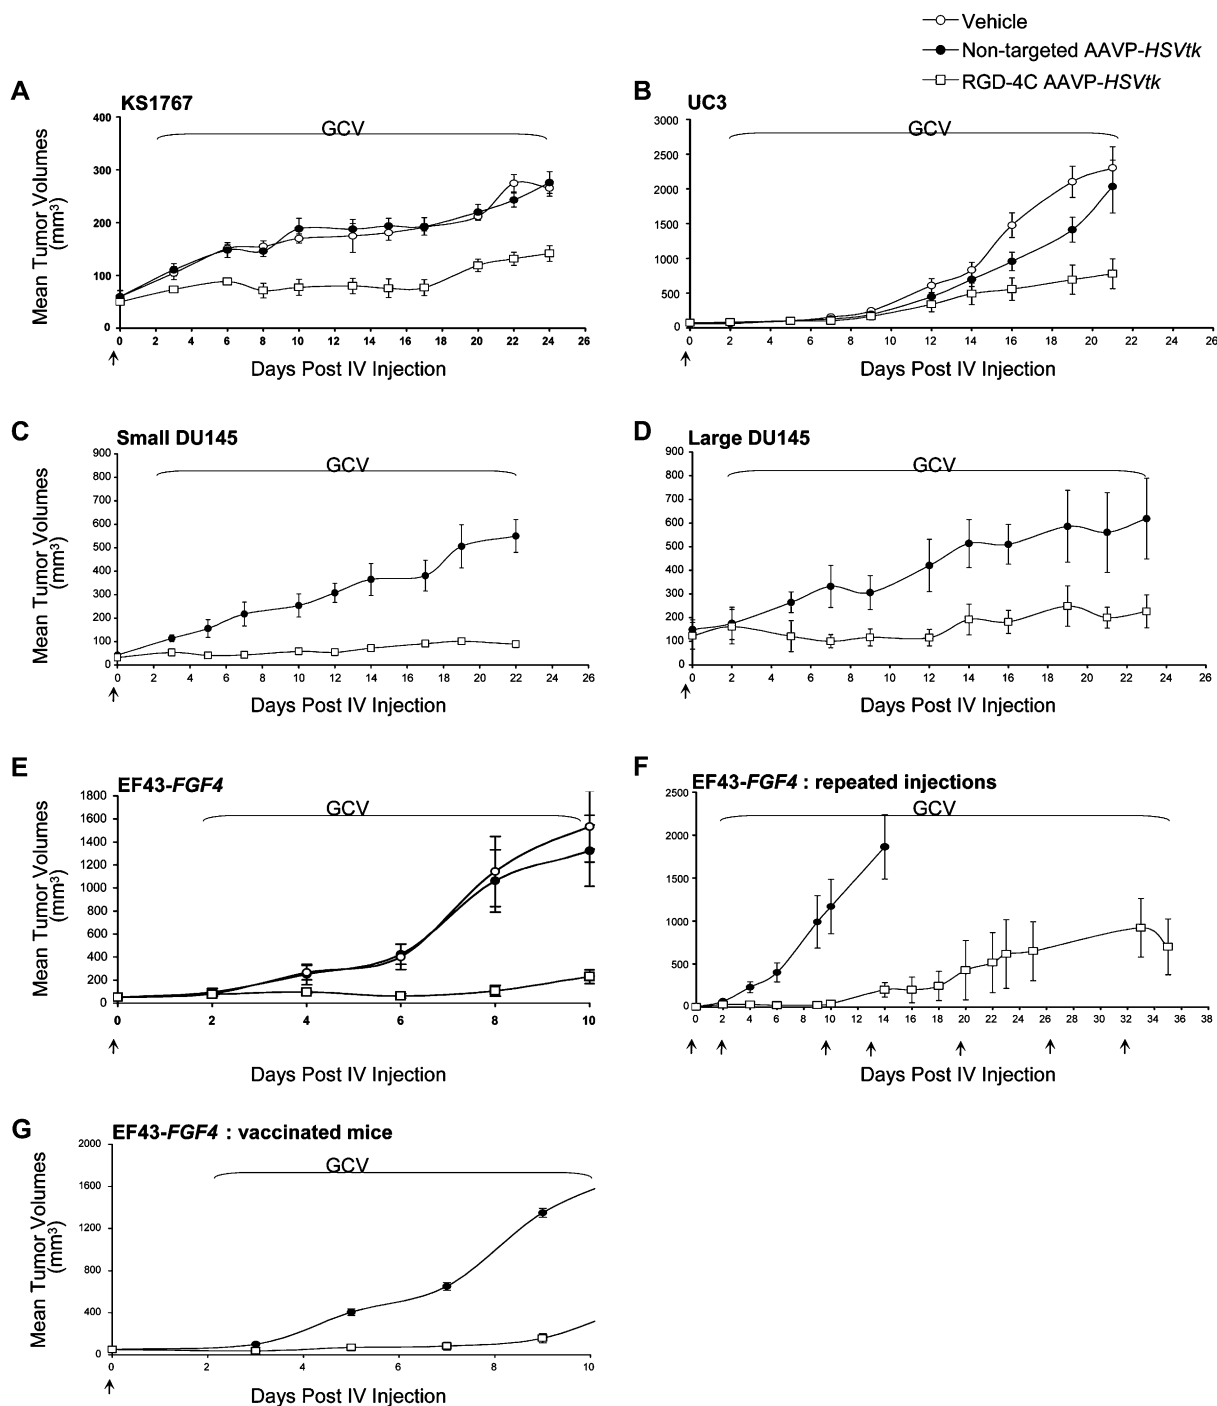 Vehicle
Non-targeted AAVP-HSVtk
RGD-4C AAVP-HSVtk
A
KS1767
GCV
Mean Tumor Volumes
(mm³)
400
300
200
100
0
0 2 4 6 8 10 12 14 16 18 20 22 24 26
Days Post IV Injection
B
UC3
GCV
3000
2500
2000
1500
1000
500
0
0 2 4 6 8 10 12 14 16 18 20 22 24 26
Days Post IV Injection
C
Small DU145
GCV
Mean Tumor Volumes
(mm³)
900
800
700
600
500
400
300
200
100
0
0 2 4 6 8 10 12 14 16 18 20 22 24 26
Days Post IV Injection
D
Large DU145
GCV
900
800
700
600
500
400
300
200
100
0
0 2 4 6 8 10 12 14 16 18 20 22 24 26
Days Post IV Injection
E
EF43-FGF4
GCV
Mean Tumor Volumes
(mm³)
1800
1600
1400
1200
1000
800
600
400
200
0
0 2 4 6 8 10
Days Post IV Injection
F
EF43-FGF4 : repeated injections
GCV
2500
2000
1500
1000
500
0
0 2 4 6 8 10 12 14 16 18 20 22 24 26 28 30 32 34 36 38
Days Post IV Injection
G
EF43-FGF4 : vaccinated mice
GCV
Mean Tumor Volumes
(mm³)
2000
1600
1200
800
400
0
0 2 4 6 8 10
Days Post IV Injection